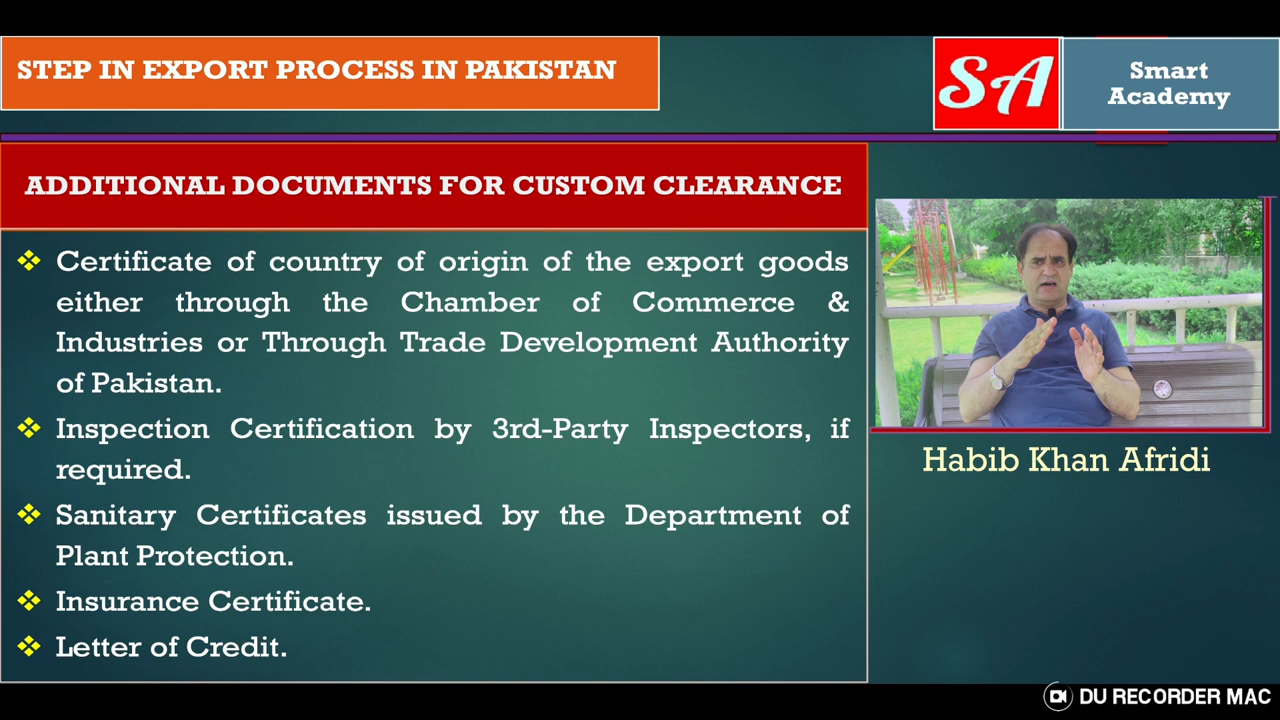 STEP IN EXPORT PROCESS IN PAKISTAN
SA
Smart
Academy
ADDITIONAL DOCUMENTS FOR CUSTOM CLEARANCE
Certificate of country of origin of the export goods
either through the Chamber of Commerce &
Industries or Through Trade Development Authority
of Pakistan.
Inspection Certification by 3rd-Party Inspectors, if
required.
Sanitary Certificates issued by the Department of
Plant Protection.
Insurance Certificate.
Letter of Credit.
Habib Khan Afridi
DU RECORDER MAC